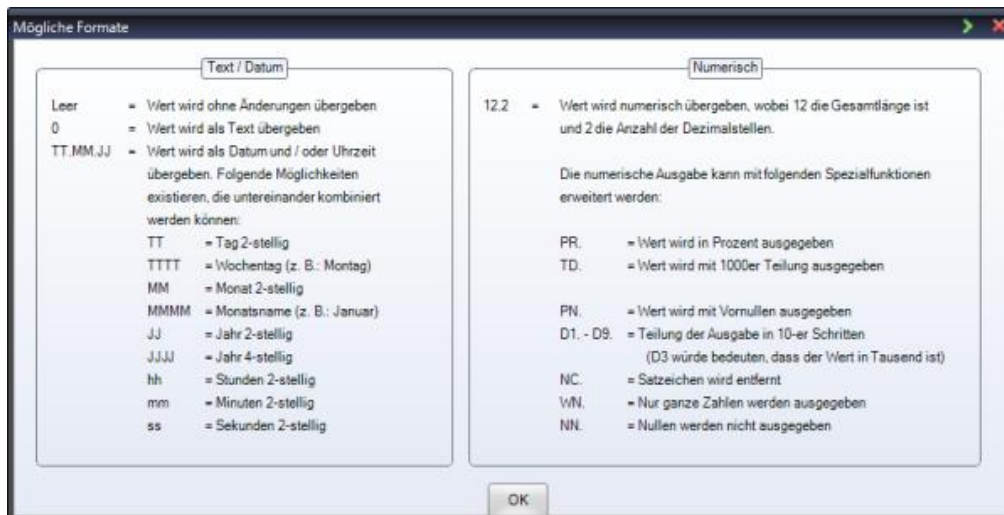 Mögliche Formate
Text / Datum
Leer = Wert wird ohne Änderungen übergeben
0 = Wert wird als Text übergeben
TT.MM.JJ = Wert wird als Datum und / oder Uhrzeit
übergeben. Folgende Möglichkeiten
existieren, die untereinander kombiniert
werden können:
TT = Tag 2-stellig
TTTT = Wochentag (z. B.: Montag)
MM = Monat 2-stellig
MMMM = Monatsname (z. B.: Januar)
JJ = Jahr 2-stellig
JJJJ = Jahr 4-stellig
hh = Stunden 2-stellig
mm = Minuten 2-stellig
ss = Sekunden 2-stellig
Numerisch
12.2 = Wert wird numerisch übergeben, wobei 12 die Gesamtlänge ist
und 2 die Anzahl der Dezimalstellen.
Die numerische Ausgabe kann mit folgenden Spezialfunktionen
erweitert werden:
PR. = Wert wird in Prozent ausgegeben
TD. = Wert wird mit 1000er Teilung ausgegeben
PN. = Wert wird mit Vornullen ausgegeben
D1. - D9. = Teilung der Ausgabe in 10-er Schritten
(D3 würde bedeuten, dass der Wert in Tausend ist)
NC. = Satzeichen wird entfernt
WN. = Nur ganze Zahlen werden ausgegeben
NN. = Nullen werden nicht ausgegeben
OK